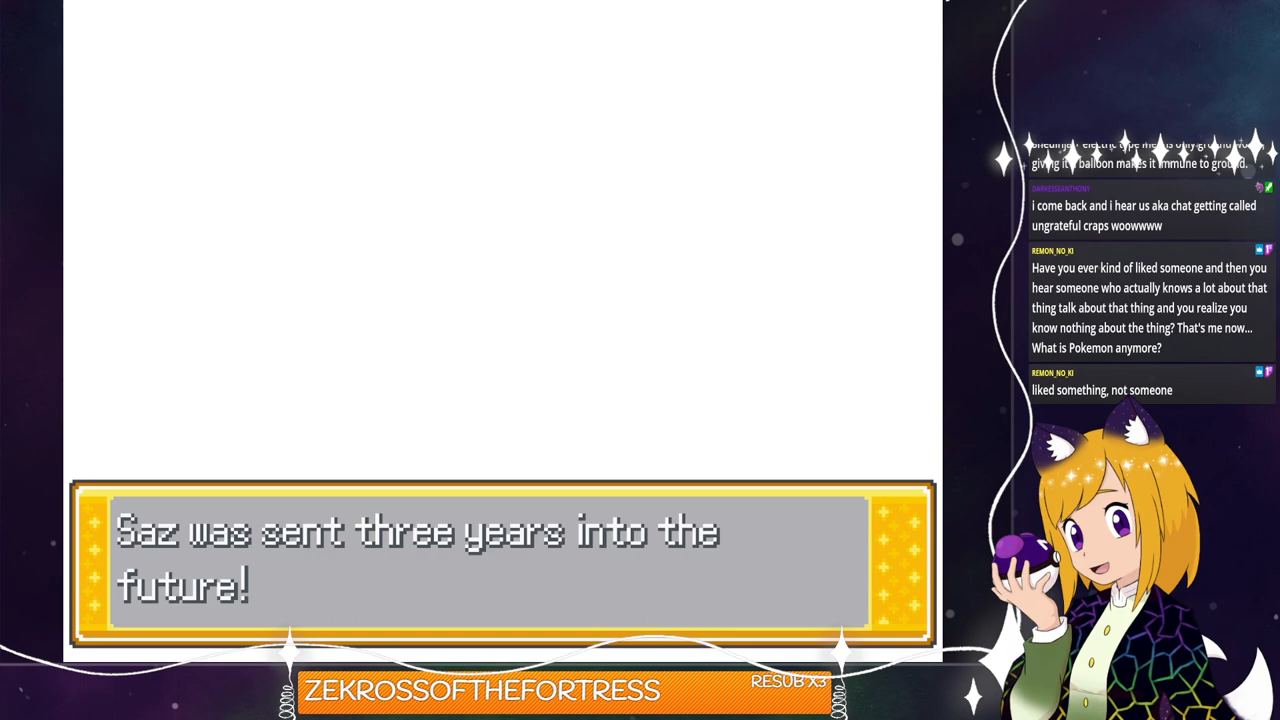 giving it a balloon makes it immune to ground.
DARKESSEANTHONY
i come back and i hear us aka chat getting called
ungrateful craps woowwww
REMON_NO_KI
Have you ever kind of liked someone and then you
hear someone who actually knows a lot about that
thing talk about that thing and you realize you
know nothing about the thing? That's me now...
What is Pokemon anymore?
REMON_NO_KI
liked something, not someone
Saz was sent three years into the
future!
ZEKROSSOFTHEFORTRESS
RESUB X3